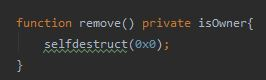 function remove() private isOwner{
selfdestruct(0x0);
}